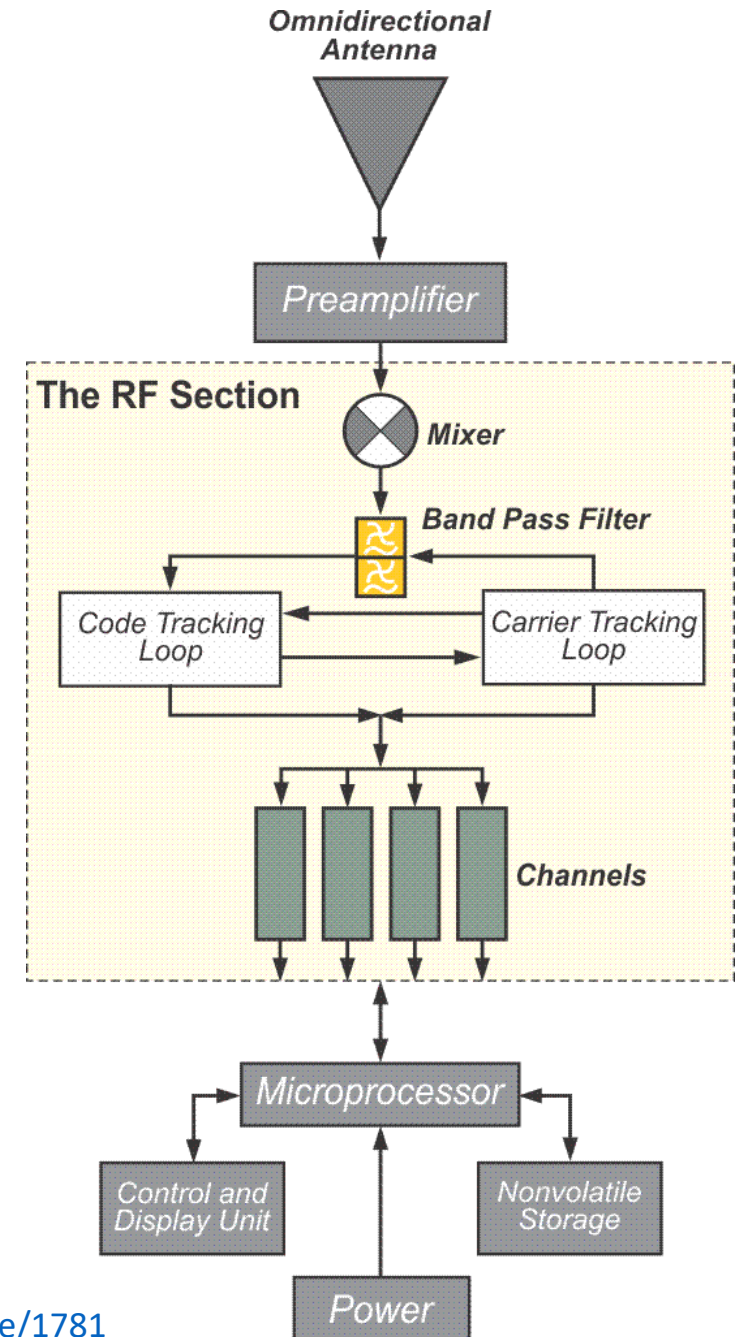 Omnidirectional
Antenna
Preamplifier
The RF Section
Mixer
Band Pass Filter
Code Tracking
Loop
Carrier Tracking
Loop
Channels
Microprocessor
Control and
Display Unit
Nonvolatile
Storage
Power
e/1781